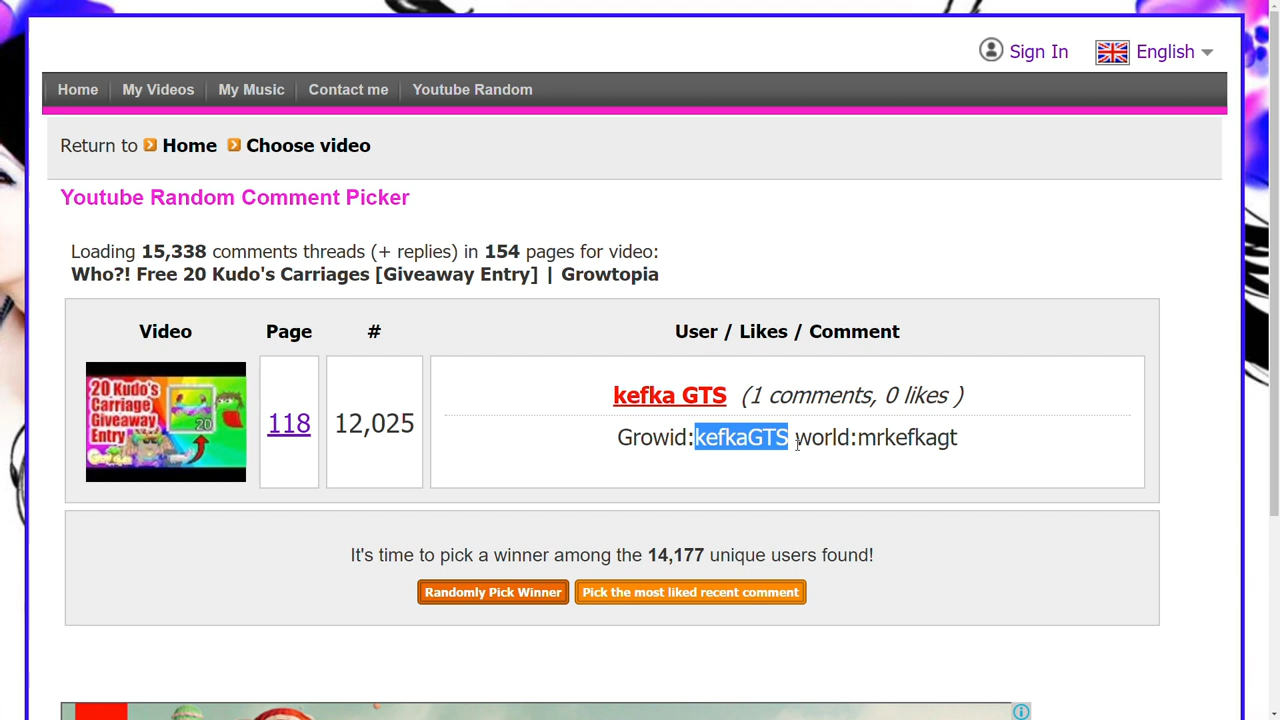 Sign In English
Home My Videos My Music Contact me Youtube Random
Return to Home Choose video
Youtube Random Comment Picker
Loading 15,338 comments threads (+ replies) in 154 pages for video:
Who?! Free 20 Kudo's Carriages [Giveaway Entry] | Growtopia
Video Page # User / Likes / Comment
20 Kudo's
Carriage
Giveaway
Entry
20
118 12,025
kefka GTS (1 comments, 0 likes )
Growid:kefkaGTS world:mrkefkagt
It's time to pick a winner among the 14,177 unique users found!
Randomly Pick Winner Pick the most liked recent comment